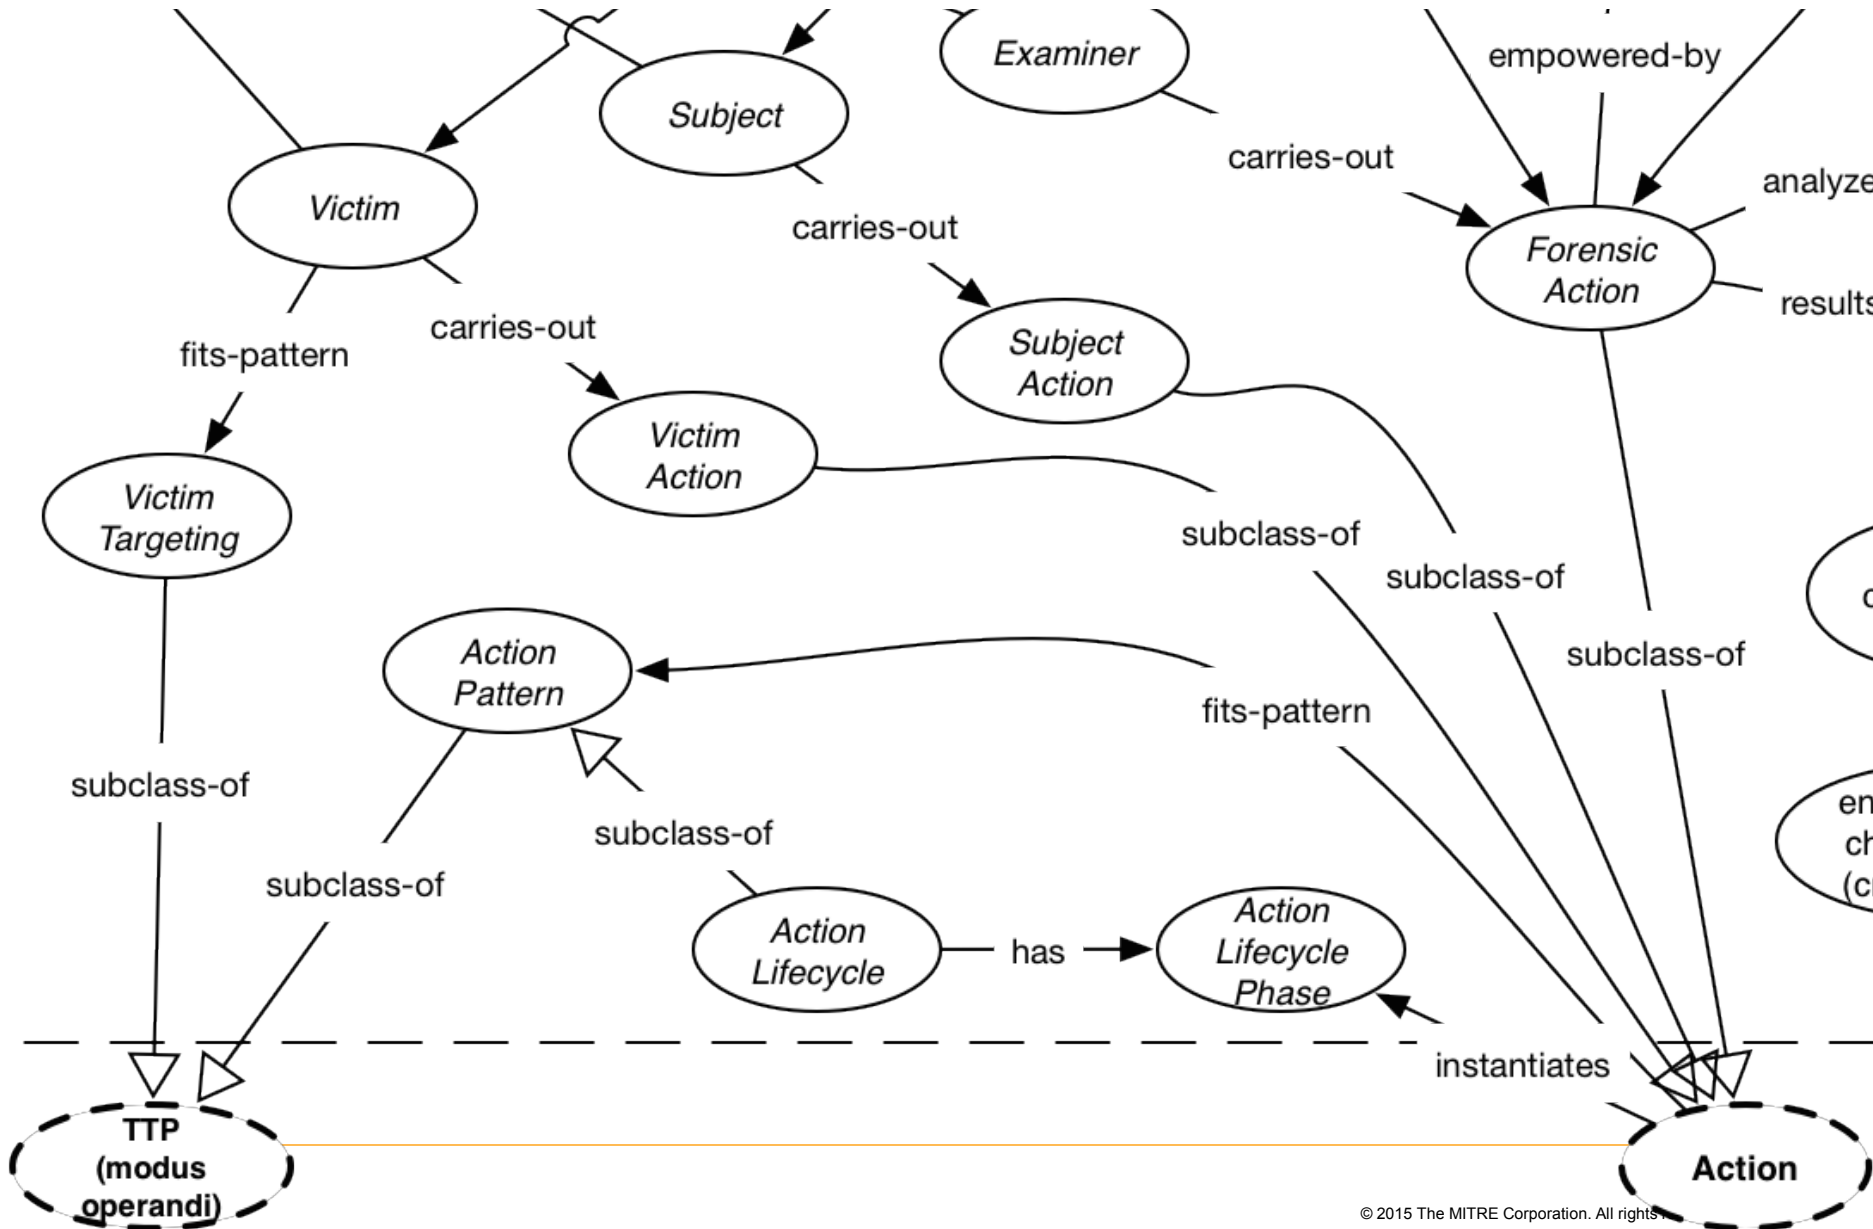 Examiner
empowered-by
Subject
carries-out
analyze
Victim
carries-out
Forensic
Action
results
carries-out
fits-pattern
Subject
Action
Victim
Action
Victim
Targeting
subclass-of
subclass-of
Action
Pattern
subclass-of
fits-pattern
subclass-of
en
ch
subclass-of
subclass-of
Action
Lifecycle
has
Action
Lifecycle
Phase
instantiates
TTP
(modus
operandi)
Action
© 2015 The MITRE Corporation. All rights